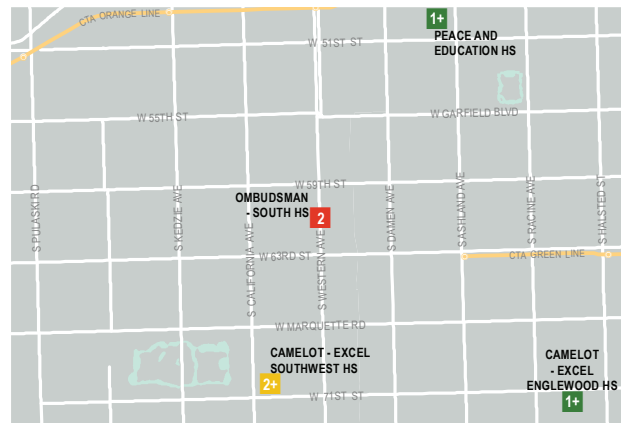 CTA ORANGE LINE
1+
PEACE AND
EDUCATION HS
W 51ST ST
W 55TH ST
W GARFIELD BLVD
W 59TH ST
OMBUDSMAN
- SOUTH HS
2
S PULASKI RD
S KEDZIE AVE
S CALIFORNIA AVE
S WESTERN AVE
S DAMEN AVE
S ASHLAND AVE
S RACINE AVE
S HALSTED ST
W 63RD ST
CTA GREEN LINE
W MARQUETTE RD
CAMELOT - EXCEL
SOUTHWEST HS
2+
W 71ST ST
CAMELOT
- EXCEL
ENGLEWOOD HS
1+